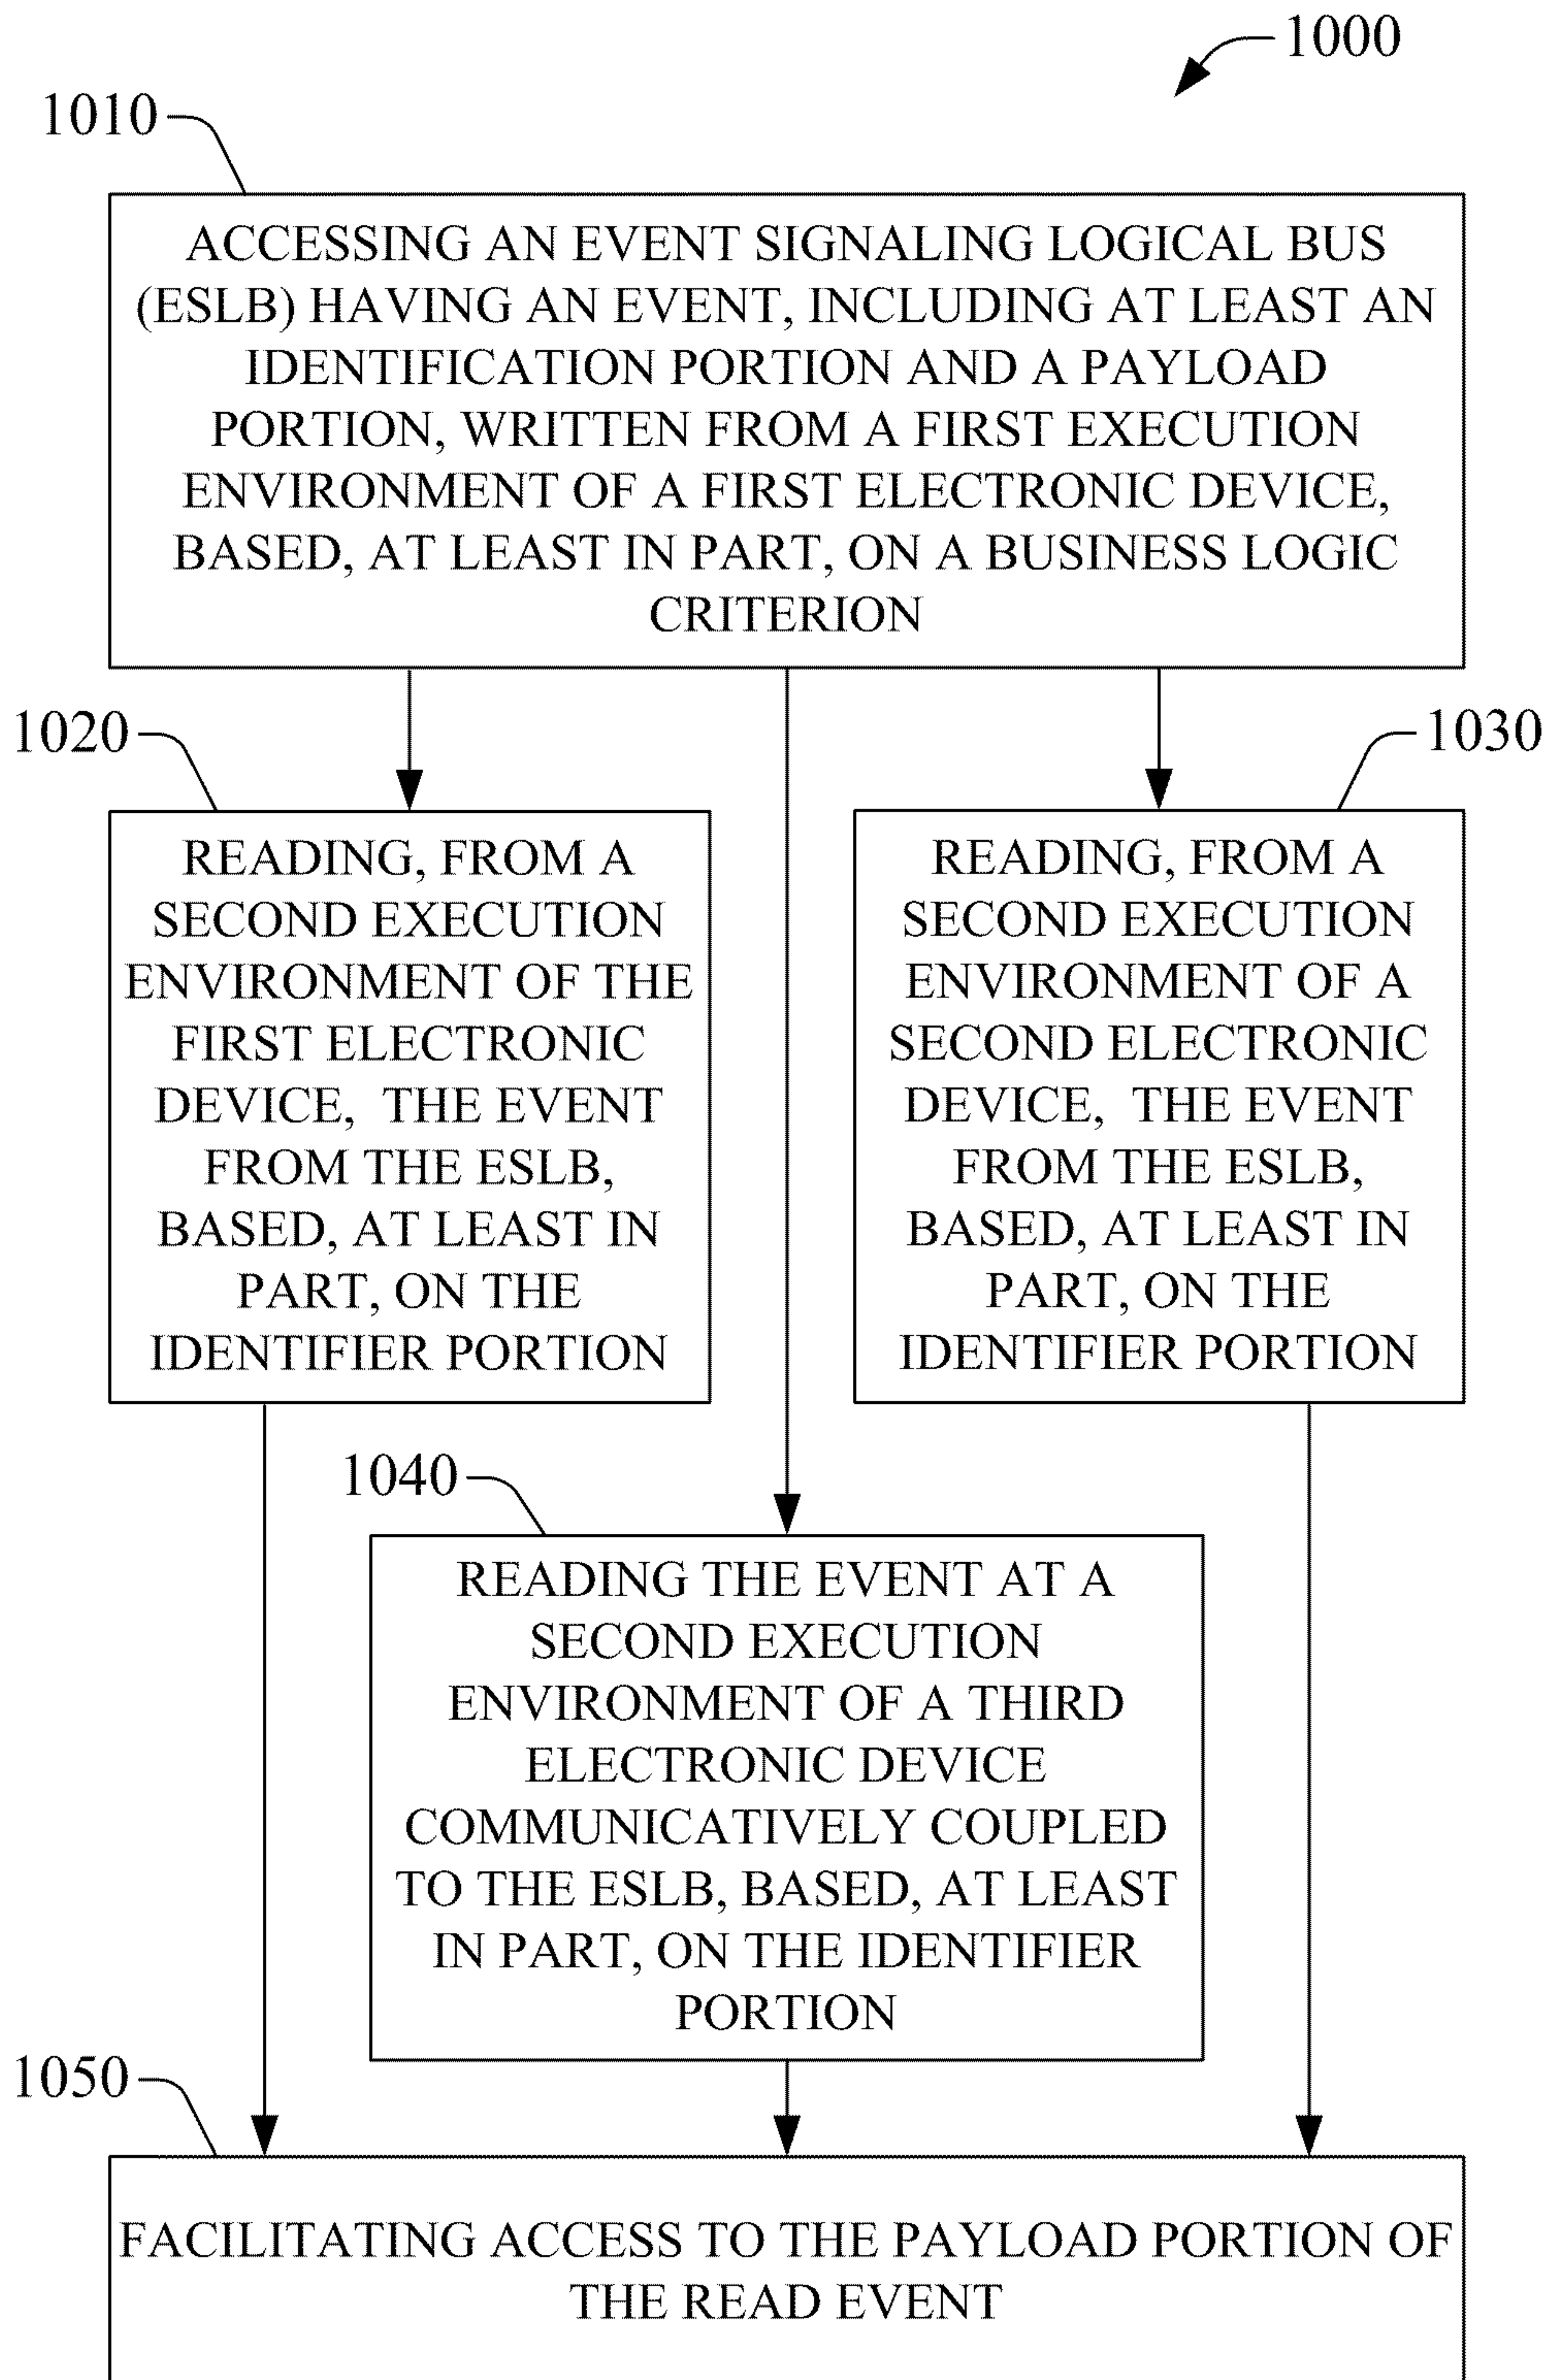 1000
1010
ACCESSING AN EVENT SIGNALING LOGICAL BUS
(ESLB) HAVING AN EVENT, INCLUDING AT LEAST AN
IDENTIFICATION PORTION AND A PAYLOAD
PORTION, WRITTEN FROM A FIRST EXECUTION
ENVIRONMENT OF A FIRST ELECTRONIC DEVICE,
BASED, AT LEAST IN PART, ON A BUSINESS LOGIC
CRITERION
1020
READING, FROM A
SECOND EXECUTION
ENVIRONMENT OF THE
FIRST ELECTRONIC
DEVICE, THE EVENT
FROM THE ESLB,
BASED, AT LEAST IN
PART, ON THE
IDENTIFIER PORTION
1030
READING, FROM A
SECOND EXECUTION
ENVIRONMENT OF A
SECOND ELECTRONIC
DEVICE, THE EVENT
FROM THE ESLB,
BASED, AT LEAST IN
PART, ON THE
IDENTIFIER PORTION
1040
READING THE EVENT AT A
SECOND EXECUTION
ENVIRONMENT OF A THIRD
ELECTRONIC DEVICE
COMMUNICATIVELY COUPLED
TO THE ESLB, BASED, AT LEAST
IN PART, ON THE IDENTIFIER
PORTION
1050
FACILITATING ACCESS TO THE PAYLOAD PORTION OF
THE READ EVENT